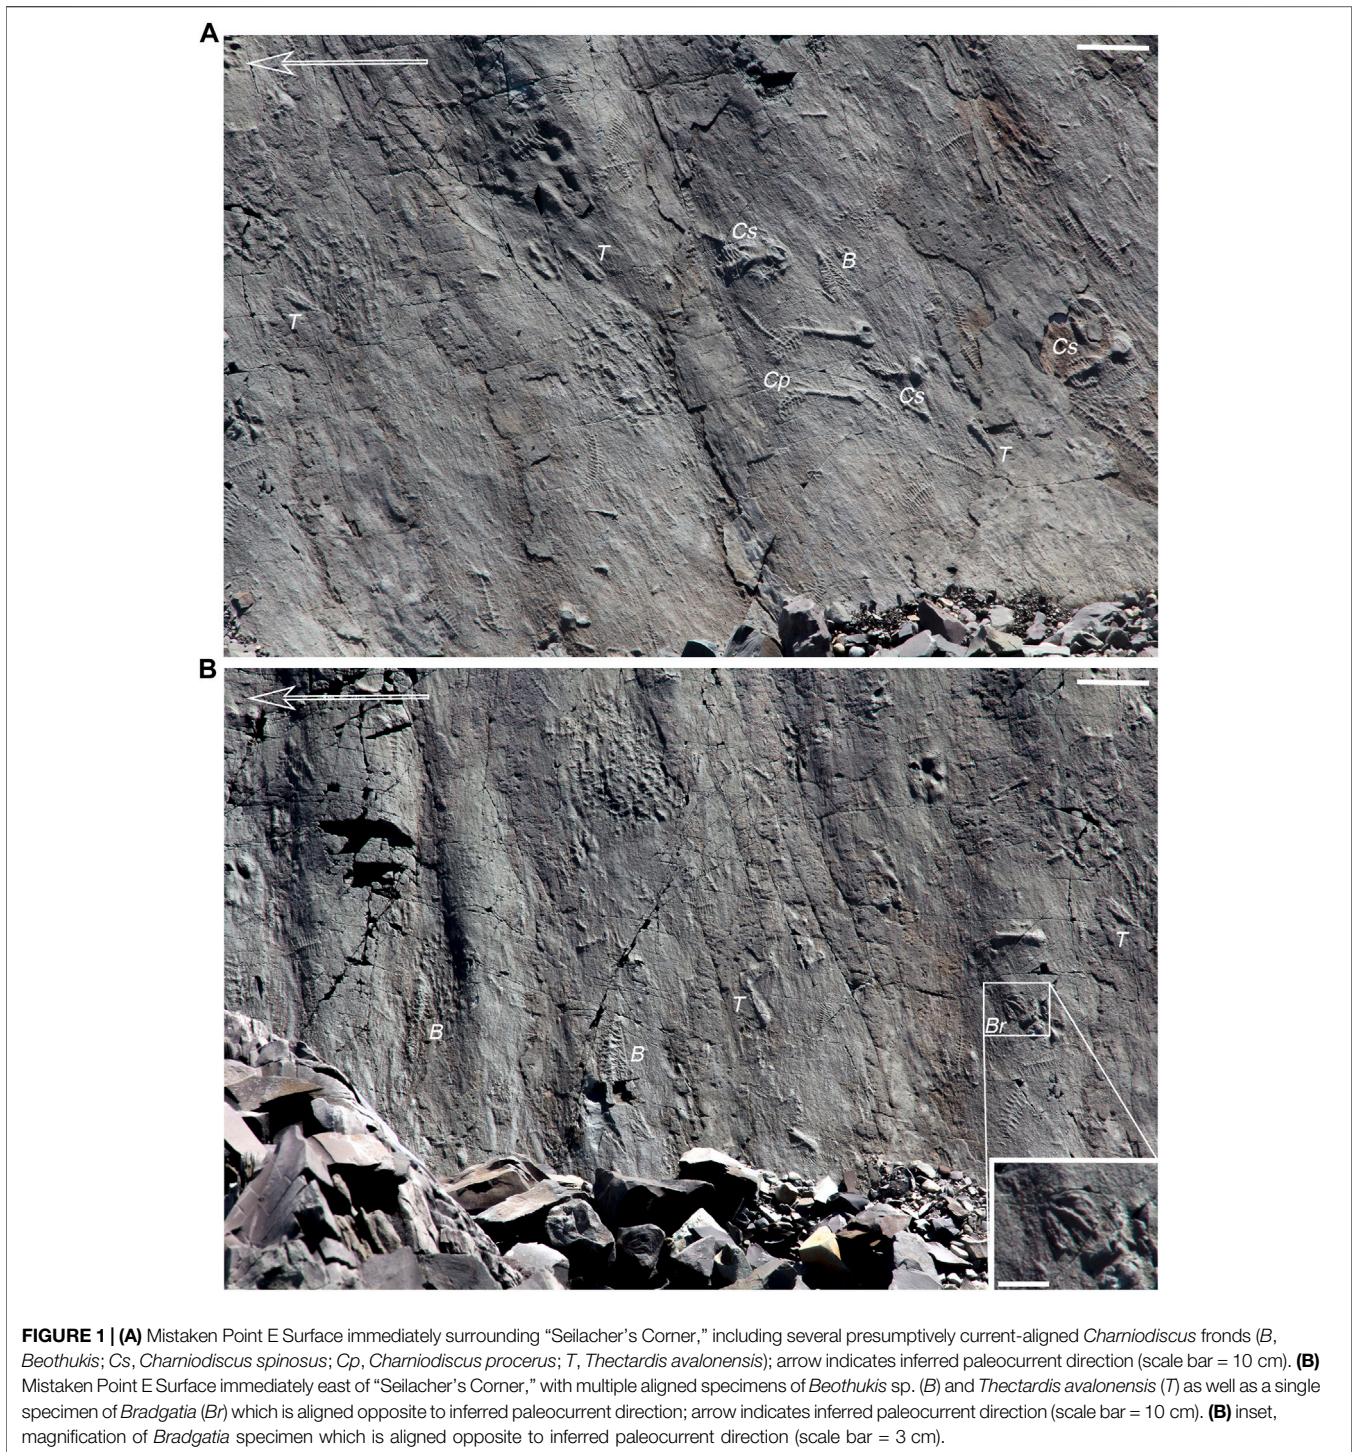 A
Cs
T
B
T
Cs
Cp
Cs
T
B
T
T
Br
B
B
FIGURE 1 | (A) Mistaken Point E Surface immediately surrounding “Seilacher’s Corner,” including several presumptively current-aligned Charniodiscus fronds (B,
Beothukis; Cs, Charniodiscus spinosus; Cp, Charniodiscus procerus; T, Thectardis avalonensis); arrow indicates inferred paleocurrent direction (scale bar = 10 cm). (B)
Mistaken Point E Surface immediately east of “Seilacher’s Corner,” with multiple aligned specimens of Beothukis sp. (B) and Thectardis avalonensis (T) as well as a single
specimen of Bradgatia (Br) which is aligned opposite to inferred paleocurrent direction; arrow indicates inferred paleocurrent direction (scale bar = 10 cm). (B) inset,
magnification of Bradgatia specimen which is aligned opposite to inferred paleocurrent direction (scale bar = 3 cm).